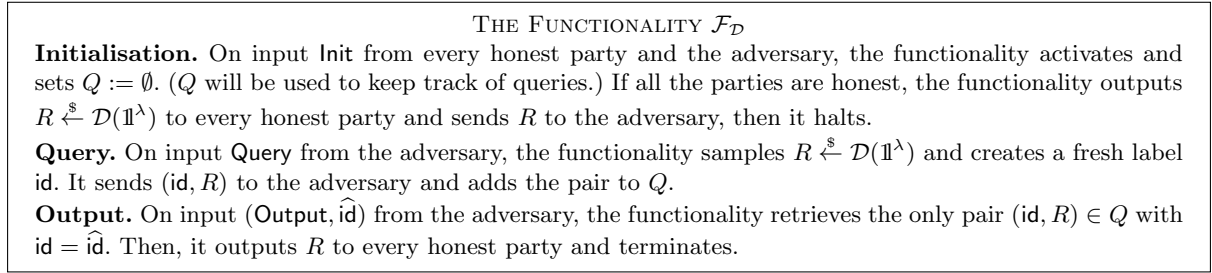 THE FUNCTIONALITY 𝓕_𝒟
Initialisation. On input Init from every honest party and the adversary, the functionality activates and
sets Q := ∅. (Q will be used to keep track of queries.) If all the parties are honest, the functionality outputs
R ←$ 𝒟(𝟙^λ) to every honest party and sends R to the adversary, then it halts.
Query. On input Query from the adversary, the functionality samples R ←$ 𝒟(𝟙^λ) and creates a fresh label
id. It sends (id, R) to the adversary and adds the pair to Q.
Output. On input (Output, îd) from the adversary, the functionality retrieves the only pair (id, R) ∈ Q with
id = îd. Then, it outputs R to every honest party and terminates.